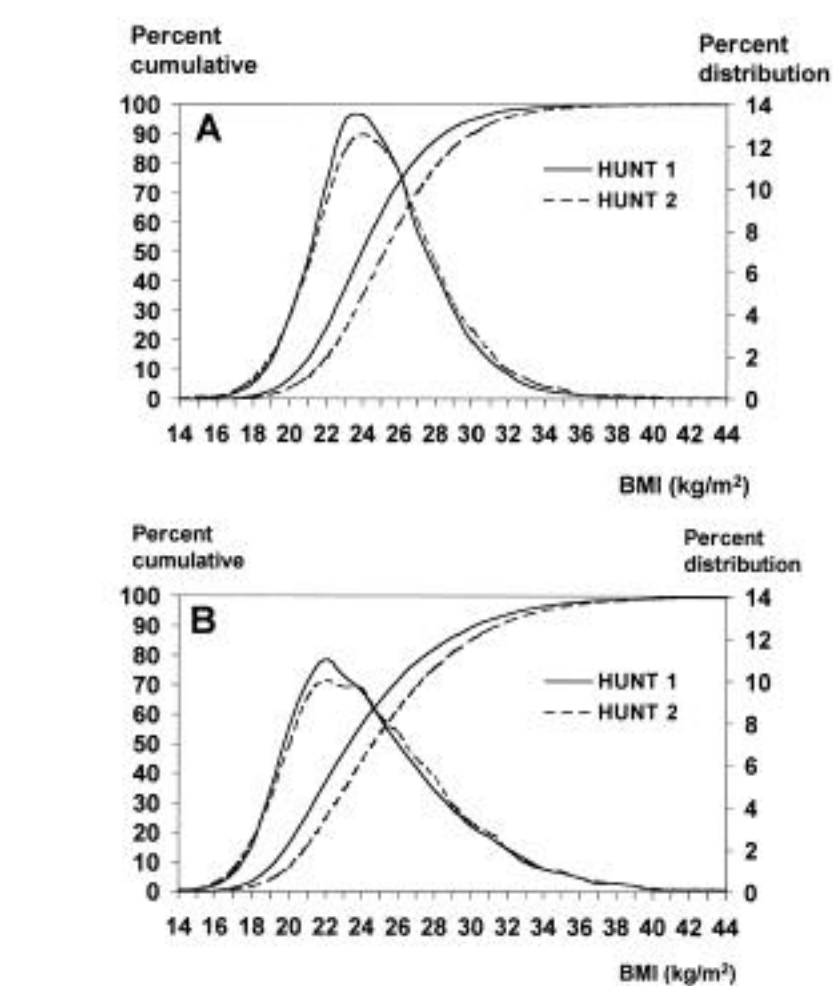 Percent
cumulative
Percent
distribution
A
100
90
80
70
60
50
40
30
20
10
0
14
12
10
8
6
4
2
0
HUNT 1
HUNT 2
14 16 18 20 22 24 26 28 30 32 34 36 38 40 42 44
BMI (kg/m²)
Percent
cumulative
Percent
distribution
B
100
90
80
70
60
50
40
30
20
10
0
14
12
10
8
6
4
2
0
HUNT 1
HUNT 2
14 16 18 20 22 24 26 28 30 32 34 36 38 40 42 44
BMI (kg/m²)